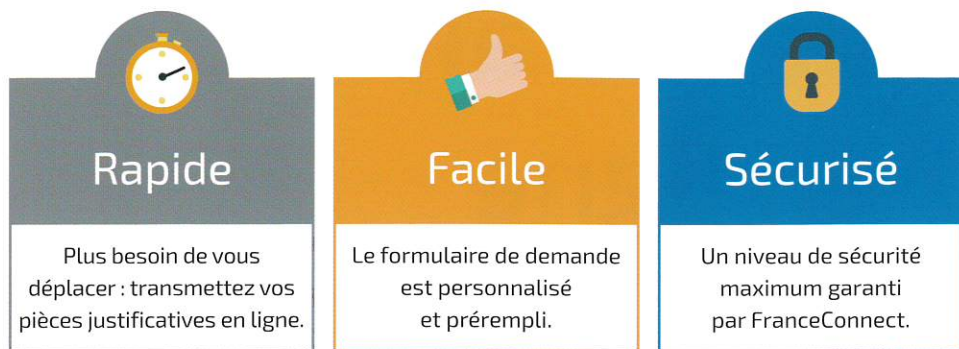 Rapide
Plus besoin de vous
déplacer : transmettez vos
pièces justificatives en ligne.
Facile
Le formulaire de demande
est personnalisé
et prérempli.
Sécurisé
Un niveau de sécurité
maximum garanti
par FranceConnect.